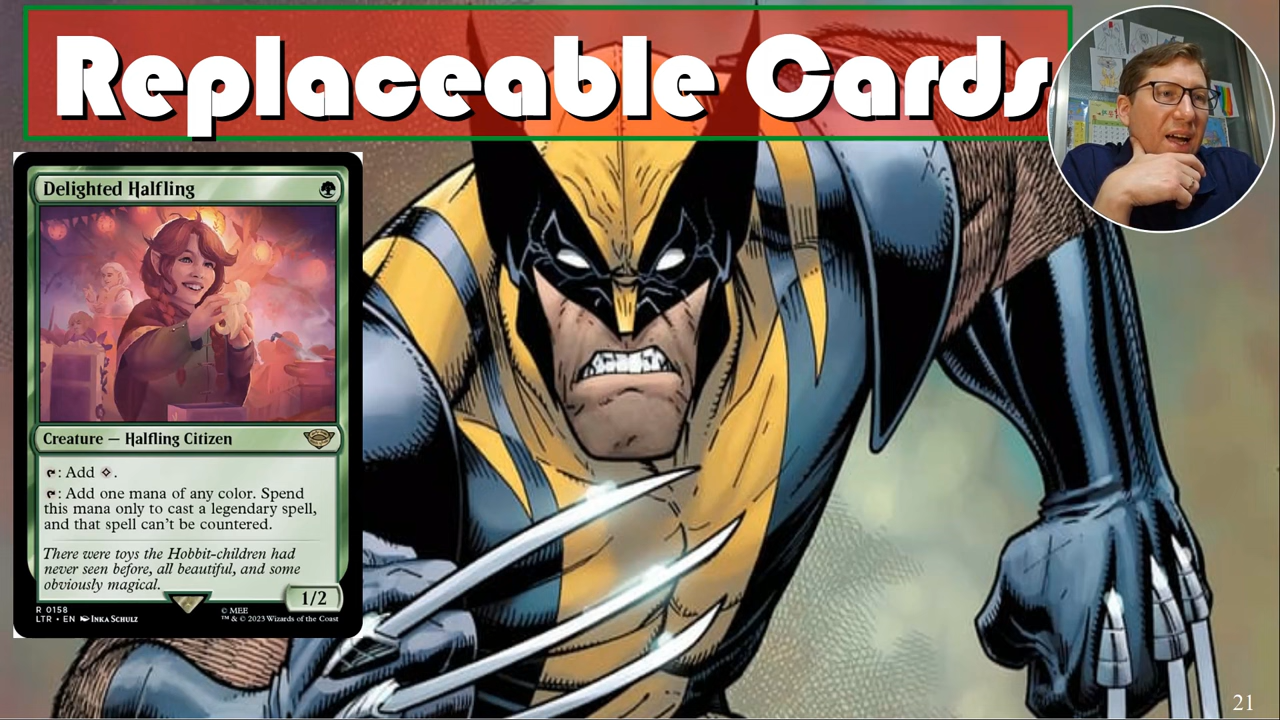 Replaceable Cards
Delighted Halfling
Creature — Halfling Citizen
: Add .
: Add one mana of any color. Spend
this mana only to cast a legendary spell,
and that spell can't be countered.
There were toys the Hobbit-children had
never seen before, all beautiful, and some
obviously magical.
1/2
R 0158
LTR • EN INKA SCHULZ
© MEE
™ & © 2023 Wizards of the Coast
21